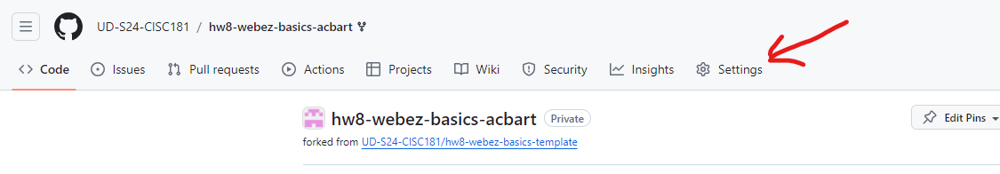 UD-S24-CISC181 / hw8-webez-basics-acbart
Code Issues Pull requests Actions Projects Wiki Security Insights Settings
hw8-webez-basics-acbart Private
Edit Pins
forked from UD-S24-CISC181/hw8-webez-basics-template